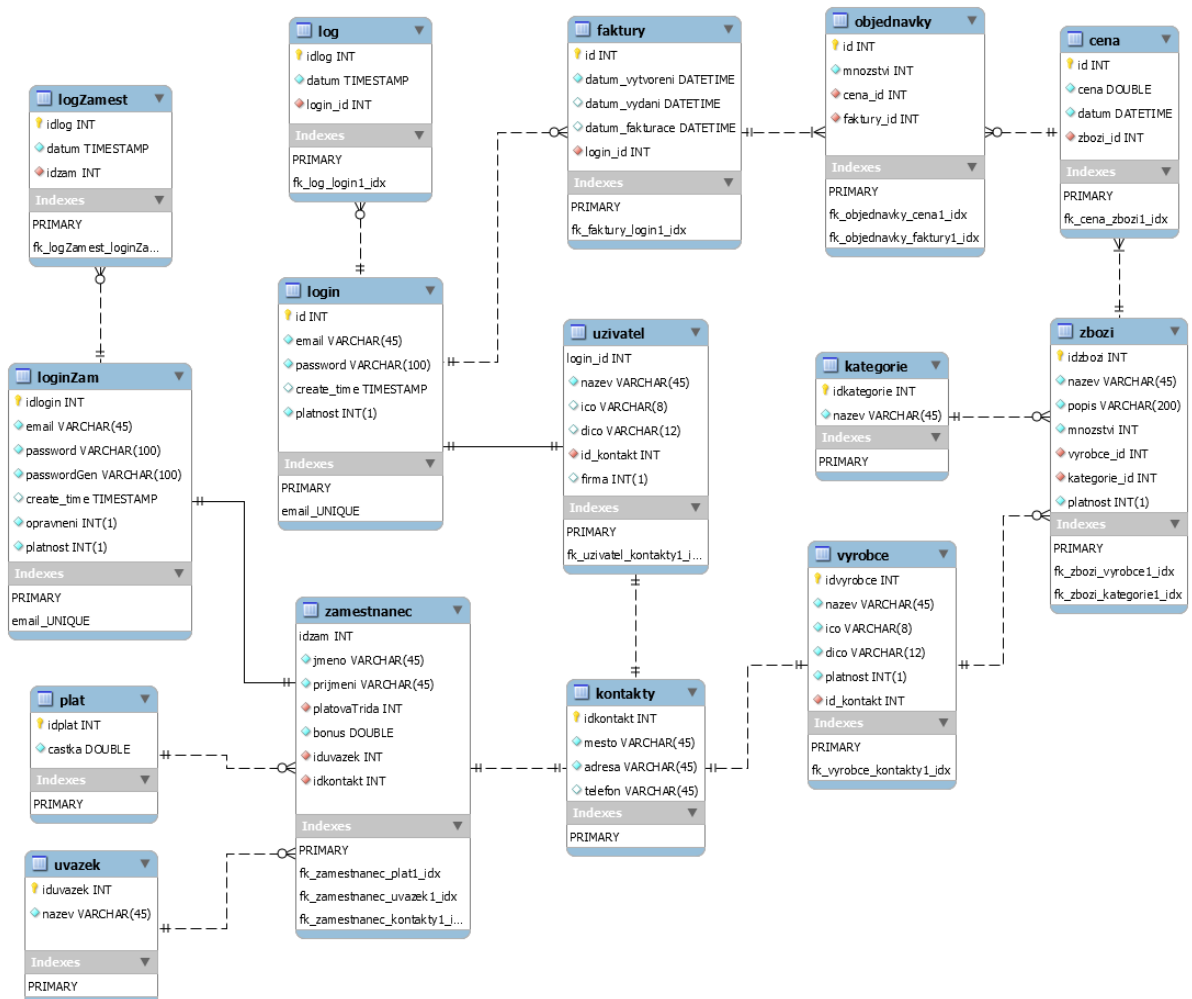 log
idlog INT
datum TIMESTAMP
login_id INT
Indexes
PRIMARY
fk_log_login1_idx
faktury
id INT
datum_vytvoreni DATETIME
datum_vydani DATETIME
datum_fakturace DATETIME
login_id INT
Indexes
PRIMARY
fk_faktury_login1_idx
objednavky
id INT
mnozstvi INT
cena_id INT
faktury_id INT
Indexes
PRIMARY
fk_objednavky_cena1_idx
fk_objednavky_faktury1_idx
cena
id INT
cena DOUBLE
datum DATETIME
zbozi_id INT
Indexes
PRIMARY
fk_cena_zbozi1_idx
logZamest
idlog INT
datum TIMESTAMP
idzam INT
Indexes
PRIMARY
fk_logZamest_loginZa...
login
id INT
email VARCHAR(45)
password VARCHAR(100)
create_time TIMESTAMP
platnost INT(1)
Indexes
PRIMARY
email_UNIQUE
uzivatel
login_id INT
nazev VARCHAR(45)
ico VARCHAR(8)
dico VARCHAR(12)
id_kontakt INT
firma INT(1)
Indexes
PRIMARY
fk_uzivatel_kontakty1_i...
kategorie
idkategorie INT
nazev VARCHAR(45)
Indexes
PRIMARY
zbozi
idzbozi INT
nazev VARCHAR(45)
popis VARCHAR(200)
mnozstvi INT
vyrobce_id INT
kategorie_id INT
platnost INT(1)
Indexes
PRIMARY
fk_zbozi_vyrobce1_idx
fk_zbozi_kategorie1_idx
loginZam
idlogin INT
email VARCHAR(45)
password VARCHAR(100)
passwordGen VARCHAR(100)
create_time TIMESTAMP
opravneni INT(1)
platnost INT(1)
Indexes
PRIMARY
email_UNIQUE
zamestnanec
idzam INT
jmeno VARCHAR(45)
prijmeni VARCHAR(45)
platovaTrida INT
bonus DOUBLE
iduvazek INT
idkontakt INT
Indexes
PRIMARY
fk_zamestnanec_plat1_idx
fk_zamestnanec_uvazek1_idx
fk_zamestnanec_kontakty1_i...
vyrobce
idvyrobce INT
nazev VARCHAR(45)
ico VARCHAR(8)
dico VARCHAR(12)
platnost INT(1)
id_kontakt INT
Indexes
PRIMARY
fk_vyrobce_kontakty1_idx
plat
idplat INT
castka DOUBLE
Indexes
PRIMARY
kontakty
idkontakt INT
mesto VARCHAR(45)
adresa VARCHAR(45)
telefon VARCHAR(45)
Indexes
PRIMARY
uvazek
iduvazek INT
nazev VARCHAR(45)
Indexes
PRIMARY